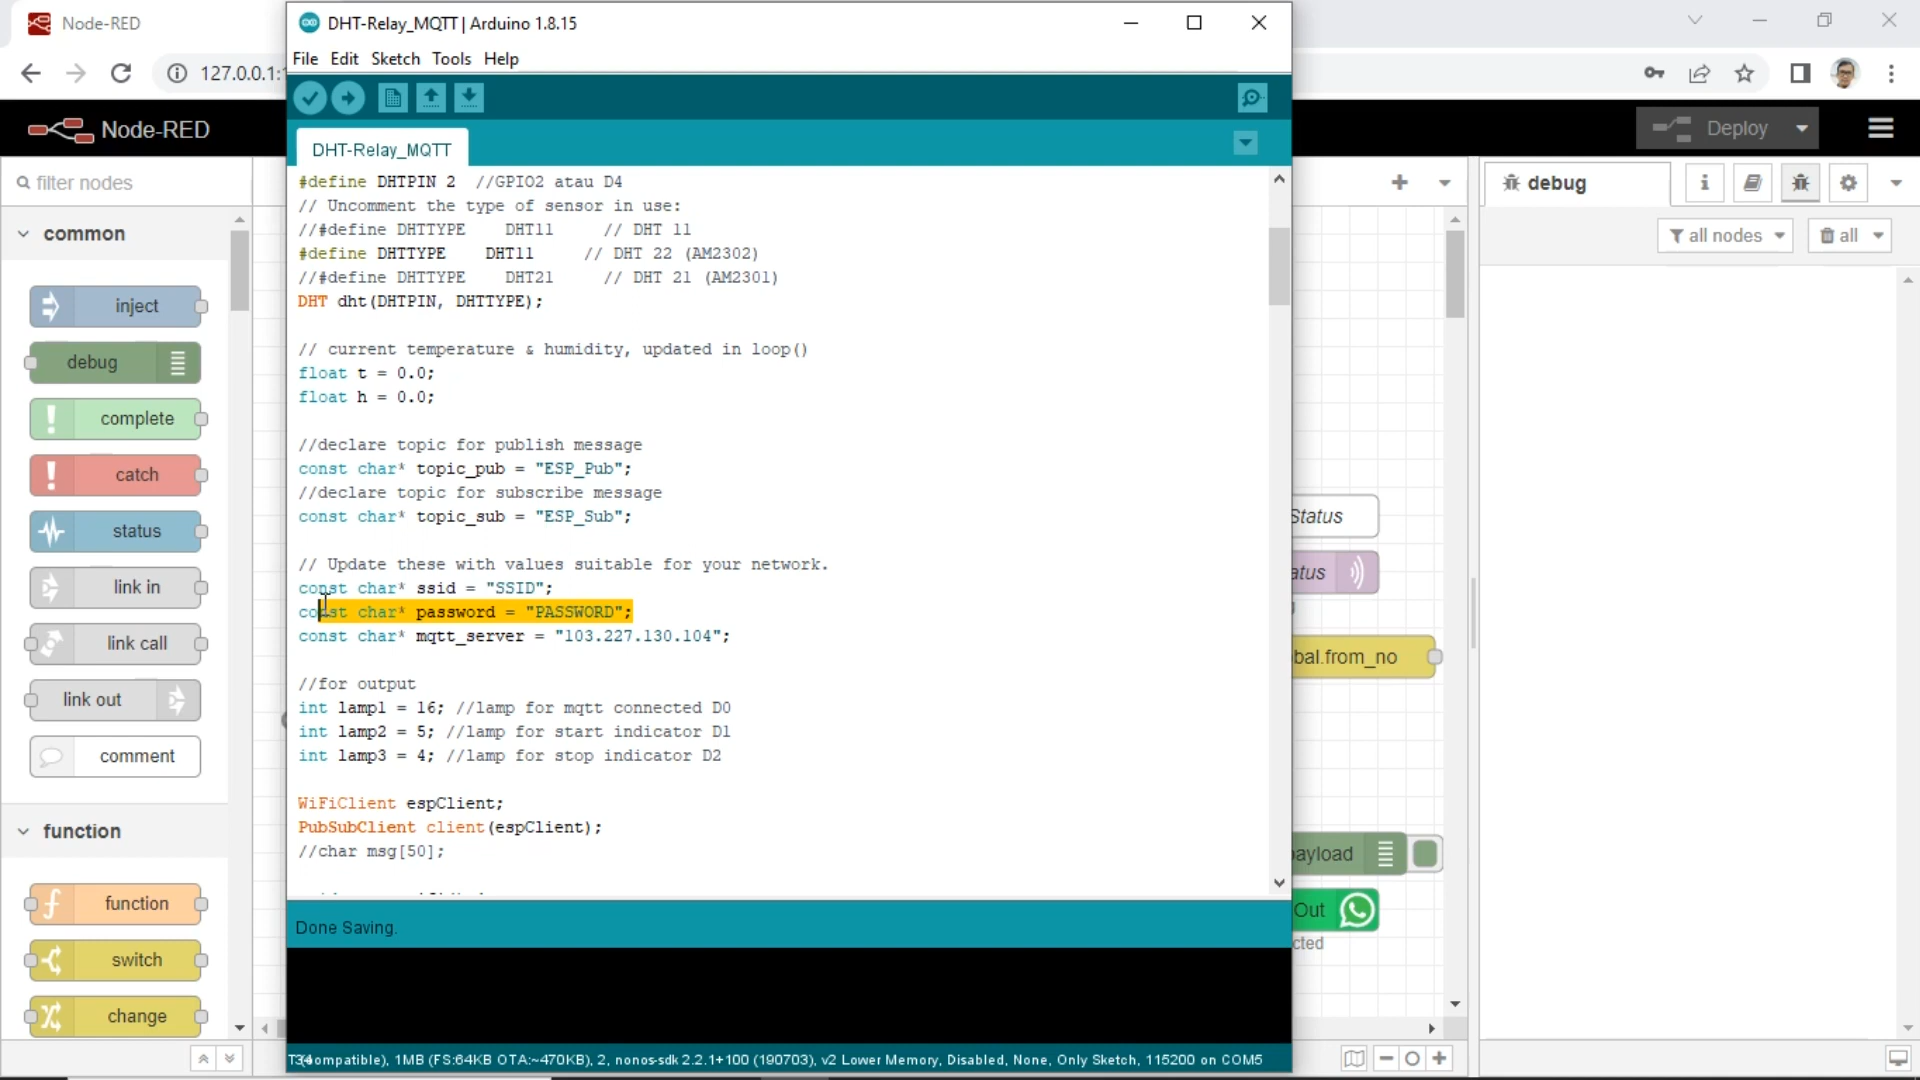 Node-RED
127.0.0.1:
Node-RED
filter nodes
common
inject
debug
complete
catch
status
link in
link call
link out
comment
function
function
switch
change
DHT-Relay_MQTT | Arduino 1.8.15
File Edit Sketch Tools Help
DHT-Relay_MQTT
#define DHTPIN 2 //GPIO2 atau D4
// Uncomment the type of sensor in use:
//#define DHTTYPE DHT11 // DHT 11
#define DHTTYPE DHT11 // DHT 22 (AM2302)
//#define DHTTYPE DHT21 // DHT 21 (AM2301)
DHT dht(DHTPIN, DHTTYPE);
// current temperature & humidity, updated in loop()
float t = 0.0;
float h = 0.0;
//declare topic for publish message
const char* topic_pub = "ESP_Pub";
//declare topic for subscribe message
const char* topic_sub = "ESP_Sub";
// Update these with values suitable for your network.
const char* ssid = "SSID";
const char* password = "PASSWORD";
const char* mqtt_server = "103.227.130.104";
//for output
int lamp1 = 16; //lamp for mqtt connected D0
int lamp2 = 5; //lamp for start indicator D1
int lamp3 = 4; //lamp for stop indicator D2
WiFiClient espClient;
PubSubClient client(espClient);
//char msg[50];
Done Saving.
compatible), 1MB (FS:64KB OTA:~470KB), 2, nonos-sdk 2.2.1+100 (190703), v2 Lower Memory, Disabled, None, Only Sketch, 115200 on COM5
Deploy
Status
atus
bal.from_no
payload
Out
cted
debug
i
all nodes
all